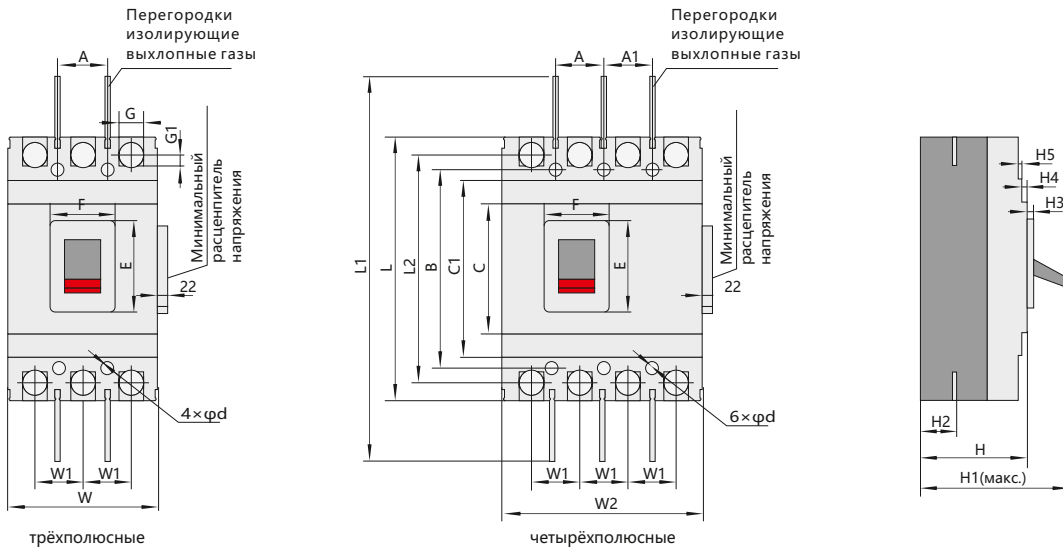 Перегородки
изолирующие
выхлопные газы
A
G
G1
F
E
Минимальный
расцепитель
напряжения
22
4×φd
W1
W1
W
трёхполюсные
Перегородки
изолирующие
выхлопные газы
A
A1
L1
L
L2
B
C1
C
F
E
Минимальный
расцепитель
напряжения
22
6×φd
W1
W1
W1
W2
четырёхполюсные
H5
H4
H3
H2
H
H1(макс.)